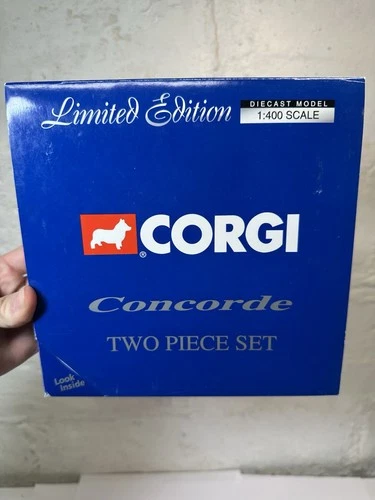 Limited Edition
DIECAST MODEL
1:400 SCALE
® CORGI
Concorde
TWO PIECE SET
Look
Inside